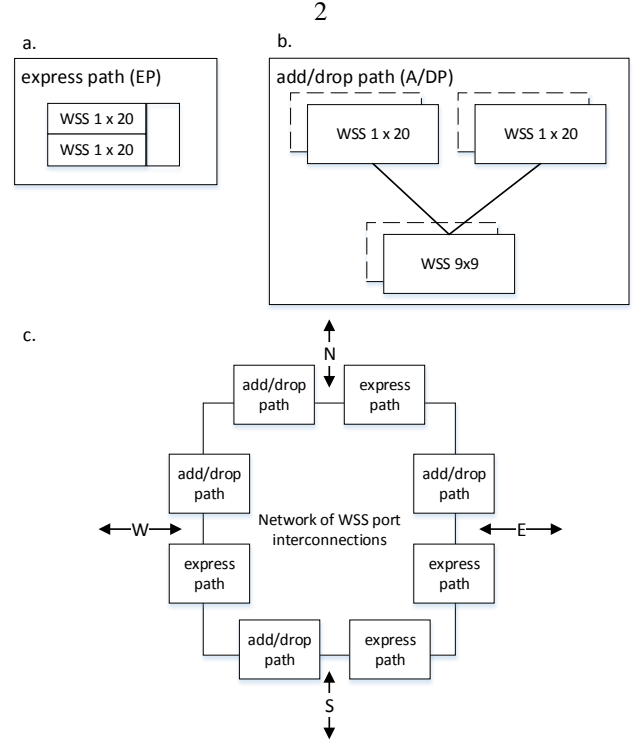 2
a.
express path (EP)
WSS 1 x 20
WSS 1 x 20
b.
add/drop path (A/DP)
WSS 1 x 20
WSS 1 x 20
WSS 9x9
c.
N
add/drop
path
express
path
add/drop
path
add/drop
path
W
Network of WSS port
interconnections
E
express
path
express
path
add/drop
path
express
path
S